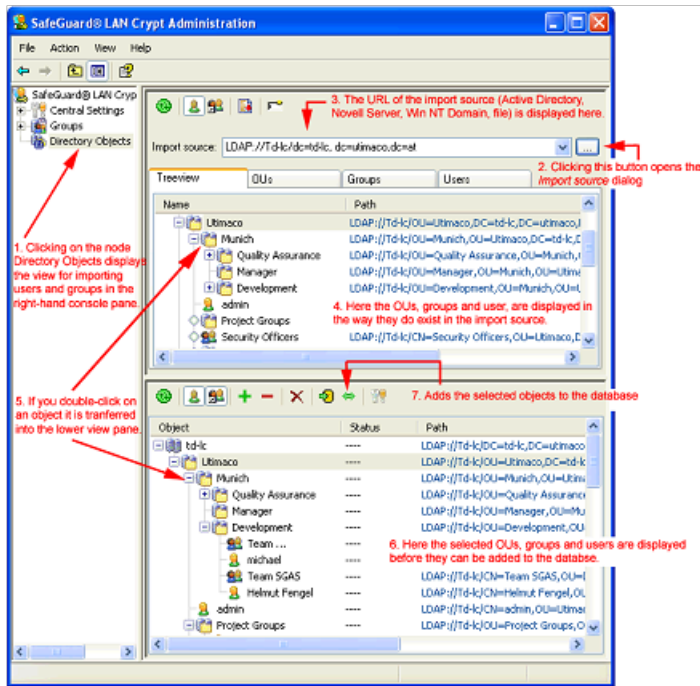 SafeGuard® LAN Crypt Administration
File Action View Help
SafeGuard® LAN Cryp
Central Settings
Groups
Directory Objects
3. The URL of the import source (Active Directory,
Novell Server, Win NT Domain, file) is displayed here.
Import source: LDAP://Td-lc/dc=td-lc, dc=utimaco,dc=at ...
2. Clicking this button opens the
Import source dialog
Treeview OUs Groups Users
Name Path
Utimaco LDAP://Td-lc/OU=Utimaco,DC=td-lc,DC=utimaco,
Munich LDAP://Td-lc/OU=Munich,OU=Utimaco,DC=td-lc,D
Quality Assurance LDAP://Td-lc/OU=Quality Assurance,OU=Munich,
Manager LDAP://Td-lc/OU=Manager,OU=Munich,OU=Utima
Development LDAP://Td-lc/OU=Development,OU=Munich,OU=U
admin
Project Groups
Security Officers LDAP://Td-lc/CN=Security Officers,OU=Utimaco,D
1. Clicking on the node
Directory Objects displays
the view for importing
users and groups in the
right-hand console pane.
4. Here the OUs, groups and user, are displayed in
the way they do exist in the import source.
5. If you double-click on
an object it is tranferred
into the lower view pane.
7. Adds the selected objects to the database
Object Status Path
td-lc ---- LDAP://Td-lc/DC=td-lc,DC=utimaco
Utimaco ---- LDAP://Td-lc/OU=Utimaco,DC=td-lc
Munich ---- LDAP://Td-lc/OU=Munich,OU=Utima
Quality Assurance ---- LDAP://Td-lc/OU=Quality Assurance
Manager ---- LDAP://Td-lc/OU=Manager,OU=Mu
Development ---- LDAP://Td-lc/OU=Development,OU
Team ... ----
michael ----
Team SGAS ---- LDAP://Td-lc/CN=Team SGAS,OU=
Helmut Fengel ---- LDAP://Td-lc/CN=Helmut Fengel,OU
admin ---- LDAP://Td-lc/CN=admin,OU=Utimac
Project Groups ---- LDAP://Td-lc/OU=Project Groups,O
6. Here the selected OUs, groups and users are displayed
before they can be added to the databse.